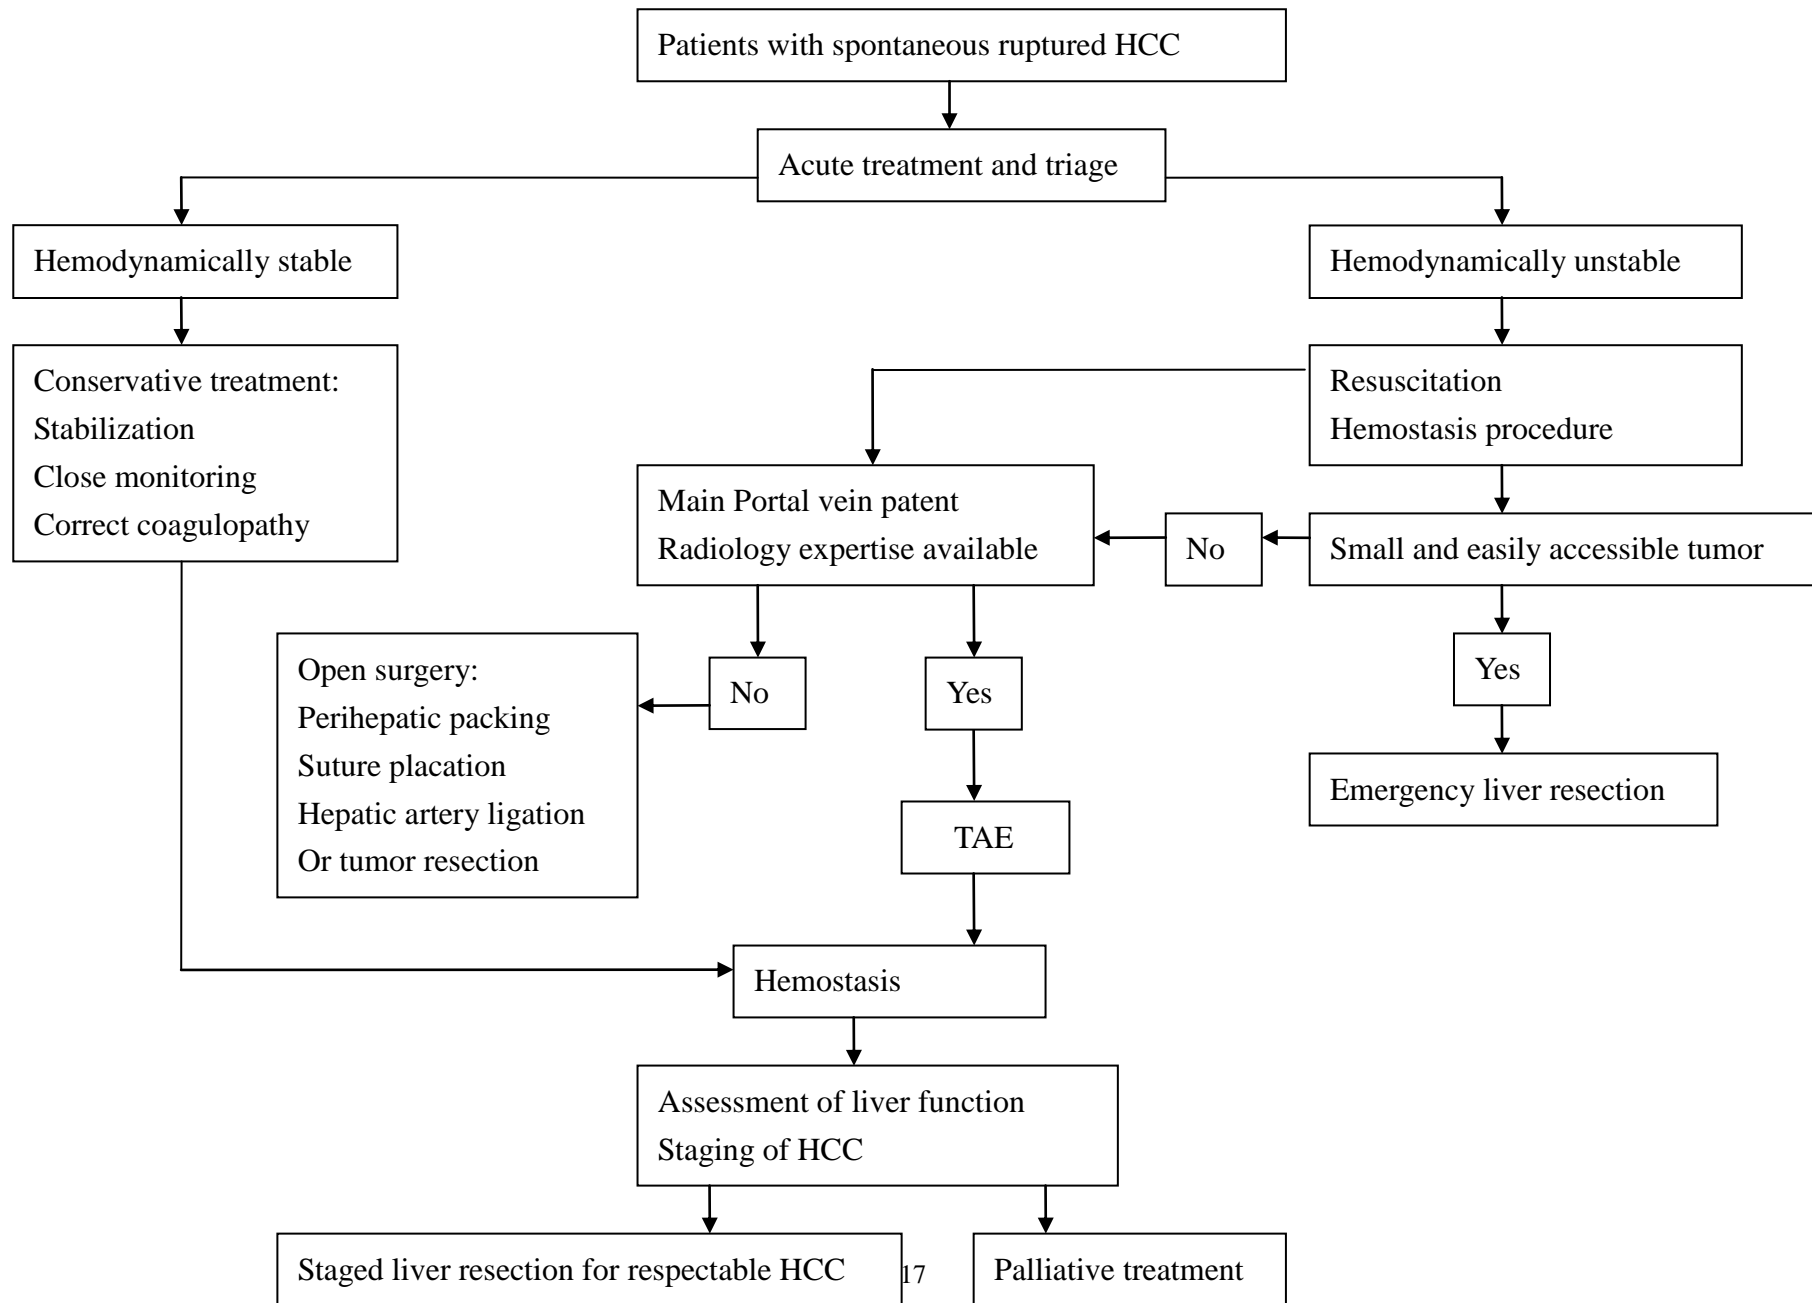 Patients with spontaneous ruptured HCC
Acute treatment and triage
Hemodynamically stable
Hemodynamically unstable
Conservative treatment:
Stabilization
Close monitoring
Correct coagulopathy
Resuscitation
Hemostasis procedure
Main Portal vein patent
Radiology expertise available
No
Small and easily accessible tumor
Open surgery:
Perihepatic packing
Suture placation
Hepatic artery ligation
Or tumor resection
No
Yes
Yes
TAE
Emergency liver resection
Hemostasis
Assessment of liver function
Staging of HCC
Staged liver resection for respectable HCC
17
Palliative treatment